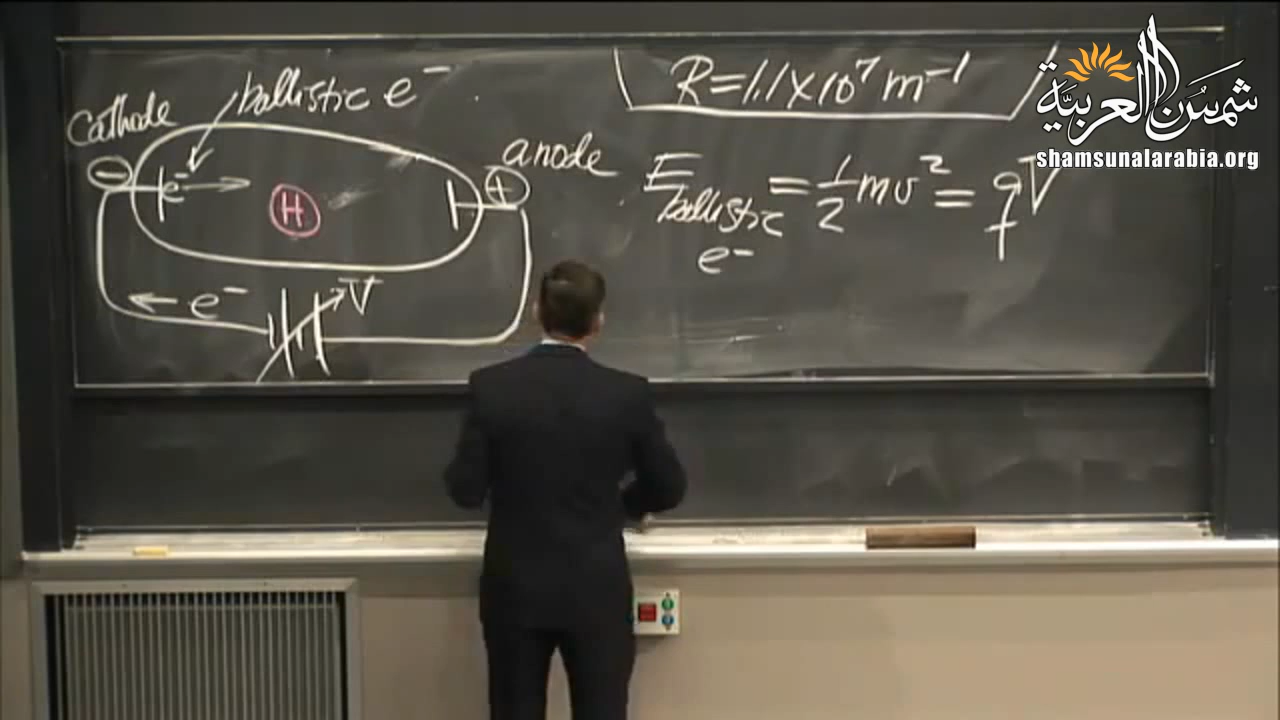 cathode
ballistic e⁻
⊖
e⁻
H
anode
⊕
← e⁻
V
R = 1.1 × 10⁷ m⁻¹
E ballistic e⁻ = ½ mv² = qV
شمس العربية
shamsunalarabia.org